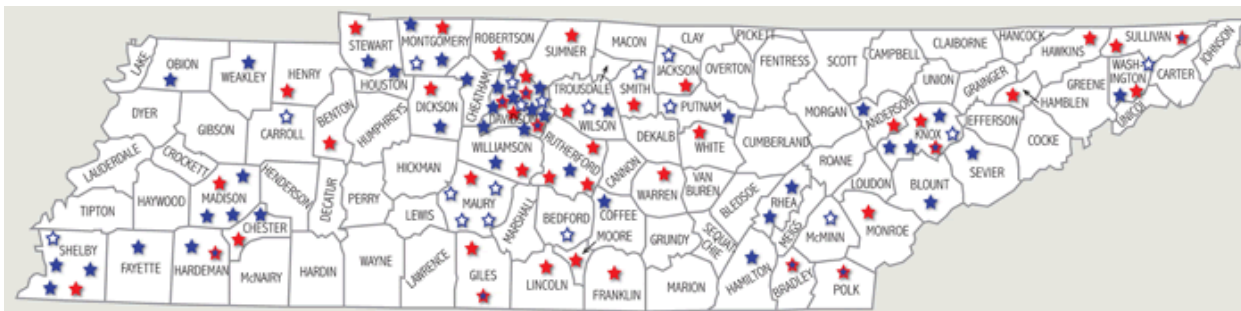 LAKE
OBION
WEAKLEY
HENRY
STEWART
MONTGOMERY
ROBERTSON
SUMNER
MACON
CLAY
PICKETT
SCOTT
CAMPBELL
CLAIBORNE
HANCOCK
HAWKINS
SULLIVAN
JOHNSON
HOUSTON
DICKSON
CHEATHAM
TROUSDALE
SMITH
JACKSON
OVERTON
FENTRESS
UNION
GRAINGER
GREENE
WASH-
INGTON
CARTER
UNICOI
DYER
GIBSON
CARROLL
BENTON
HUMPHREYS
DAVIDSON
WILSON
PUTNAM
MORGAN
ANDERSON
KNOX
JEFFERSON
HAMBLEN
COCKE
LAUDERDALE
CROCKETT
HICKMAN
WILLIAMSON
RUTHERFORD
CANNON
DEKALB
WHITE
CUMBERLAND
ROANE
LOUDON
BLOUNT
SEVIER
TIPTON
HAYWOOD
MADISON
HENDERSON
DECATUR
PERRY
LEWIS
MAURY
MARSHALL
BEDFORD
COFFEE
WARREN
VAN
BUREN
BLEDSOE
RHEA
MEIGS
McMINN
MONROE
SHELBY
FAYETTE
HARDEMAN
CHESTER
McNAIRY
HARDIN
WAYNE
LAWRENCE
GILES
LINCOLN
MOORE
FRANKLIN
GRUNDY
MARION
SEQUAT
CHIE
HAMILTON
BRADLEY
POLK